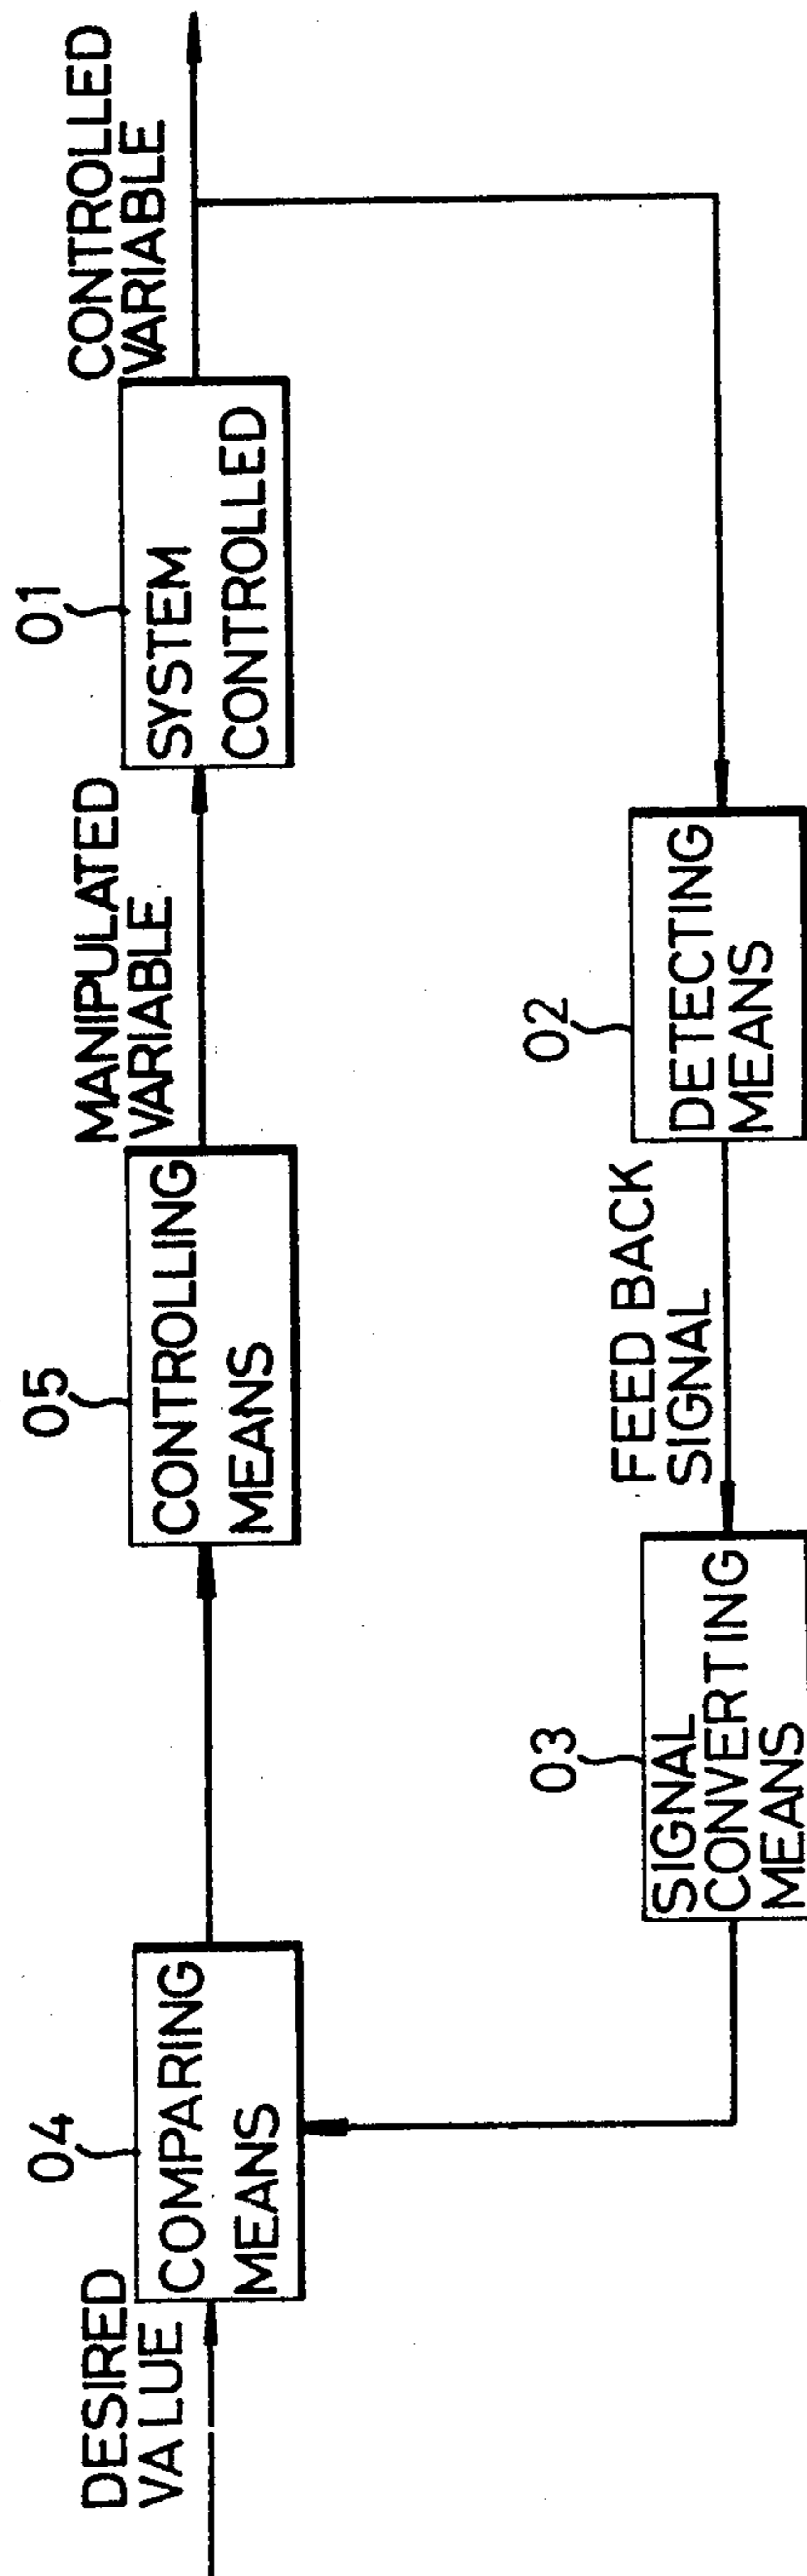 DESIRED
VALUE
04
COMPARING
MEANS
05
CONTROLLING
MEANS
MANIPULATED
VARIABLE
01
SYSTEM
CONTROLLED
CONTROLLED
VARIABLE
03
SIGNAL
CONVERTING
MEANS
FEED BACK
SIGNAL
02
DETECTING
MEANS